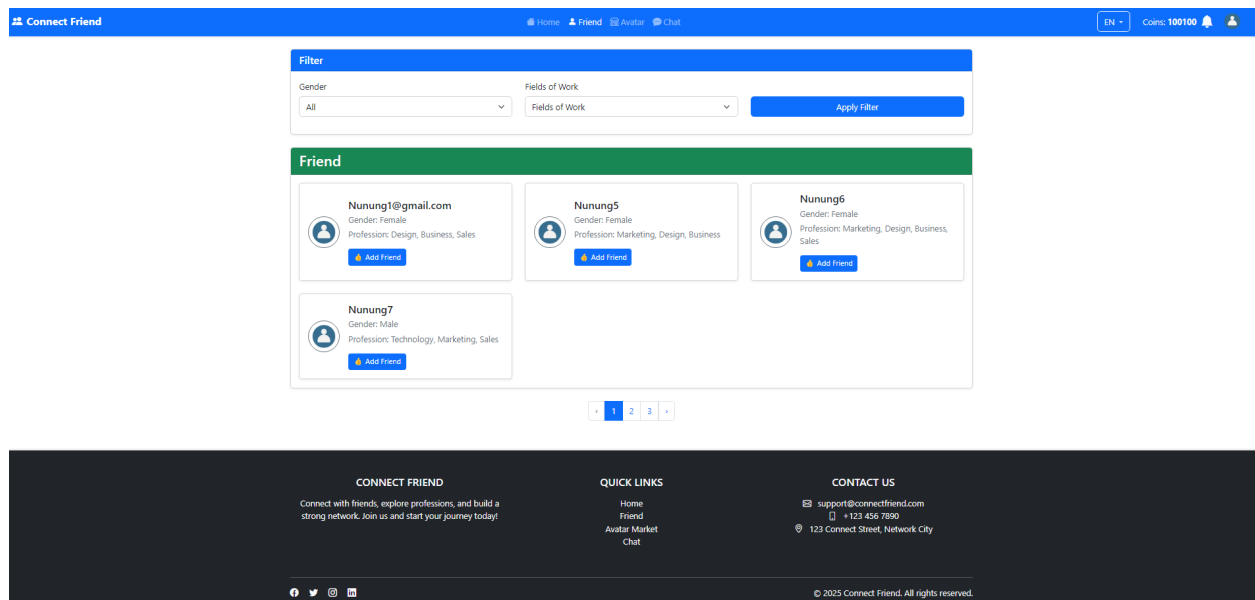 Connect Friend
Home Friend Avatar Chat
EN
Coins: 100100
Filter
Gender
All
Fields of Work
Fields of Work
Apply Filter
Friend
Nunung1@gmail.com
Gender: Female
Profession: Design, Business, Sales
Add Friend
Nunung5
Gender: Female
Profession: Marketing, Design, Business
Add Friend
Nunung6
Gender: Female
Profession: Marketing, Design, Business,
Sales
Add Friend
Nunung7
Gender: Male
Profession: Technology, Marketing, Sales
Add Friend
‹ 1 2 3 ›
CONNECT FRIEND
Connect with friends, explore professions, and build a
strong network. Join us and start your journey today!
QUICK LINKS
Home
Friend
Avatar Market
Chat
CONTACT US
support@connectfriend.com
+123 456 7890
123 Connect Street, Network City
© 2025 Connect Friend. All rights reserved.